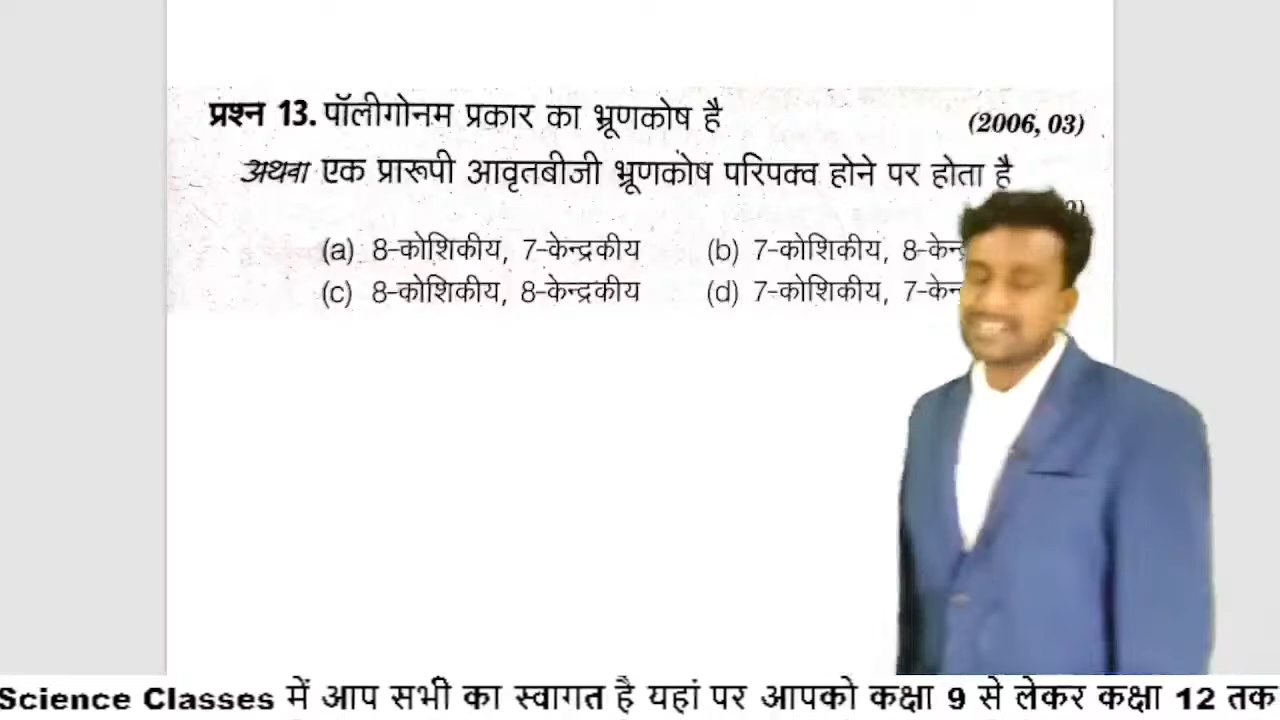 प्रश्न 13. पॉलीगोनम प्रकार का भ्रूणकोष है (2006, 03)
अथवा एक प्रारूपी आवृतबीजी भ्रूणकोष परिपक्व होने पर होता है
(a) 8-कोशिकीय, 7-केन्द्रकीय (b) 7-कोशिकीय, 8-केन
(c) 8-कोशिकीय, 8-केन्द्रकीय (d) 7-कोशिकीय, 7-केन
Science Classes में आप सभी का स्वागत है यहां पर आपको कक्षा 9 से लेकर कक्षा 12 तक